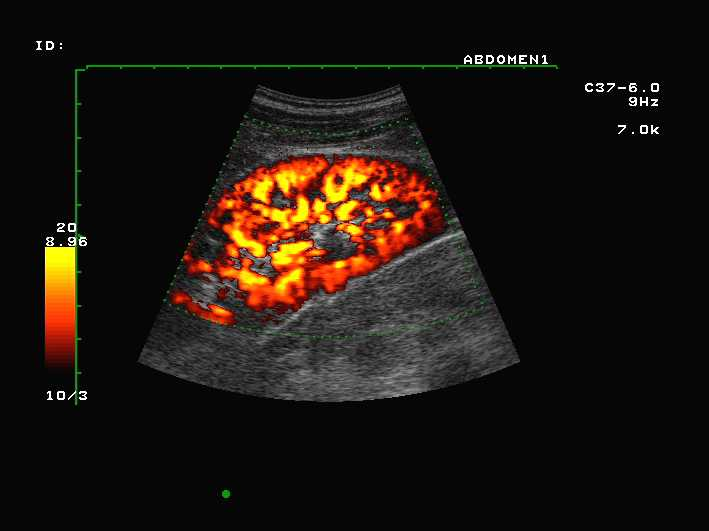 ID:
ABDOMEN1
C37-6.0
9Hz
7.0k
20
8.96
10/3